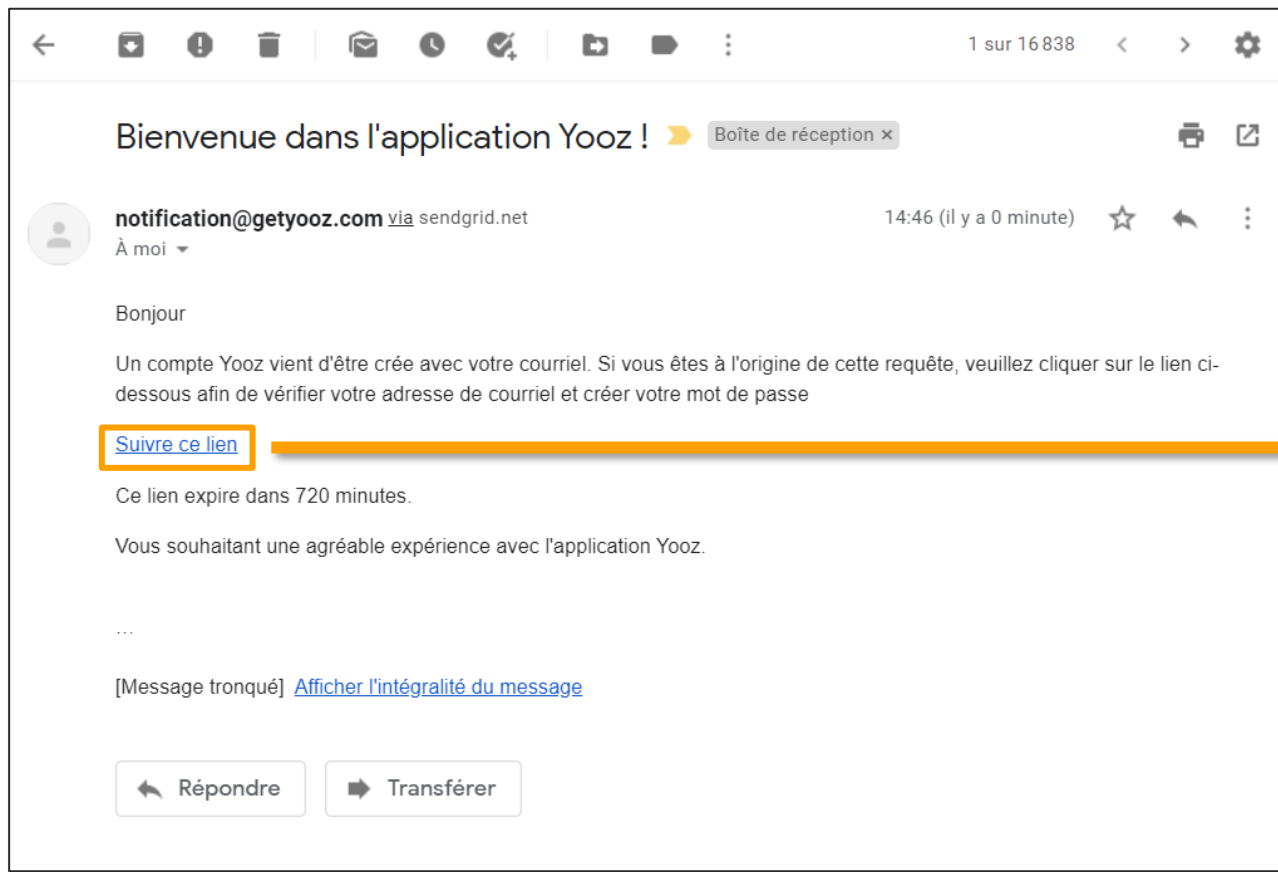 1 sur 16 838
Bienvenue dans l'application Yooz ! Boîte de réception ×
notification@getyooz.com via sendgrid.net 14:46 (il y a 0 minute)
À moi
Bonjour
Un compte Yooz vient d'être crée avec votre courriel. Si vous êtes à l'origine de cette requête, veuillez cliquer sur le lien ci-
dessous afin de vérifier votre adresse de courriel et créer votre mot de passe
Suivre ce lien
Ce lien expire dans 720 minutes.
Vous souhaitant une agréable expérience avec l'application Yooz.
...
[Message tronqué] Afficher l'intégralité du message
Répondre Transférer